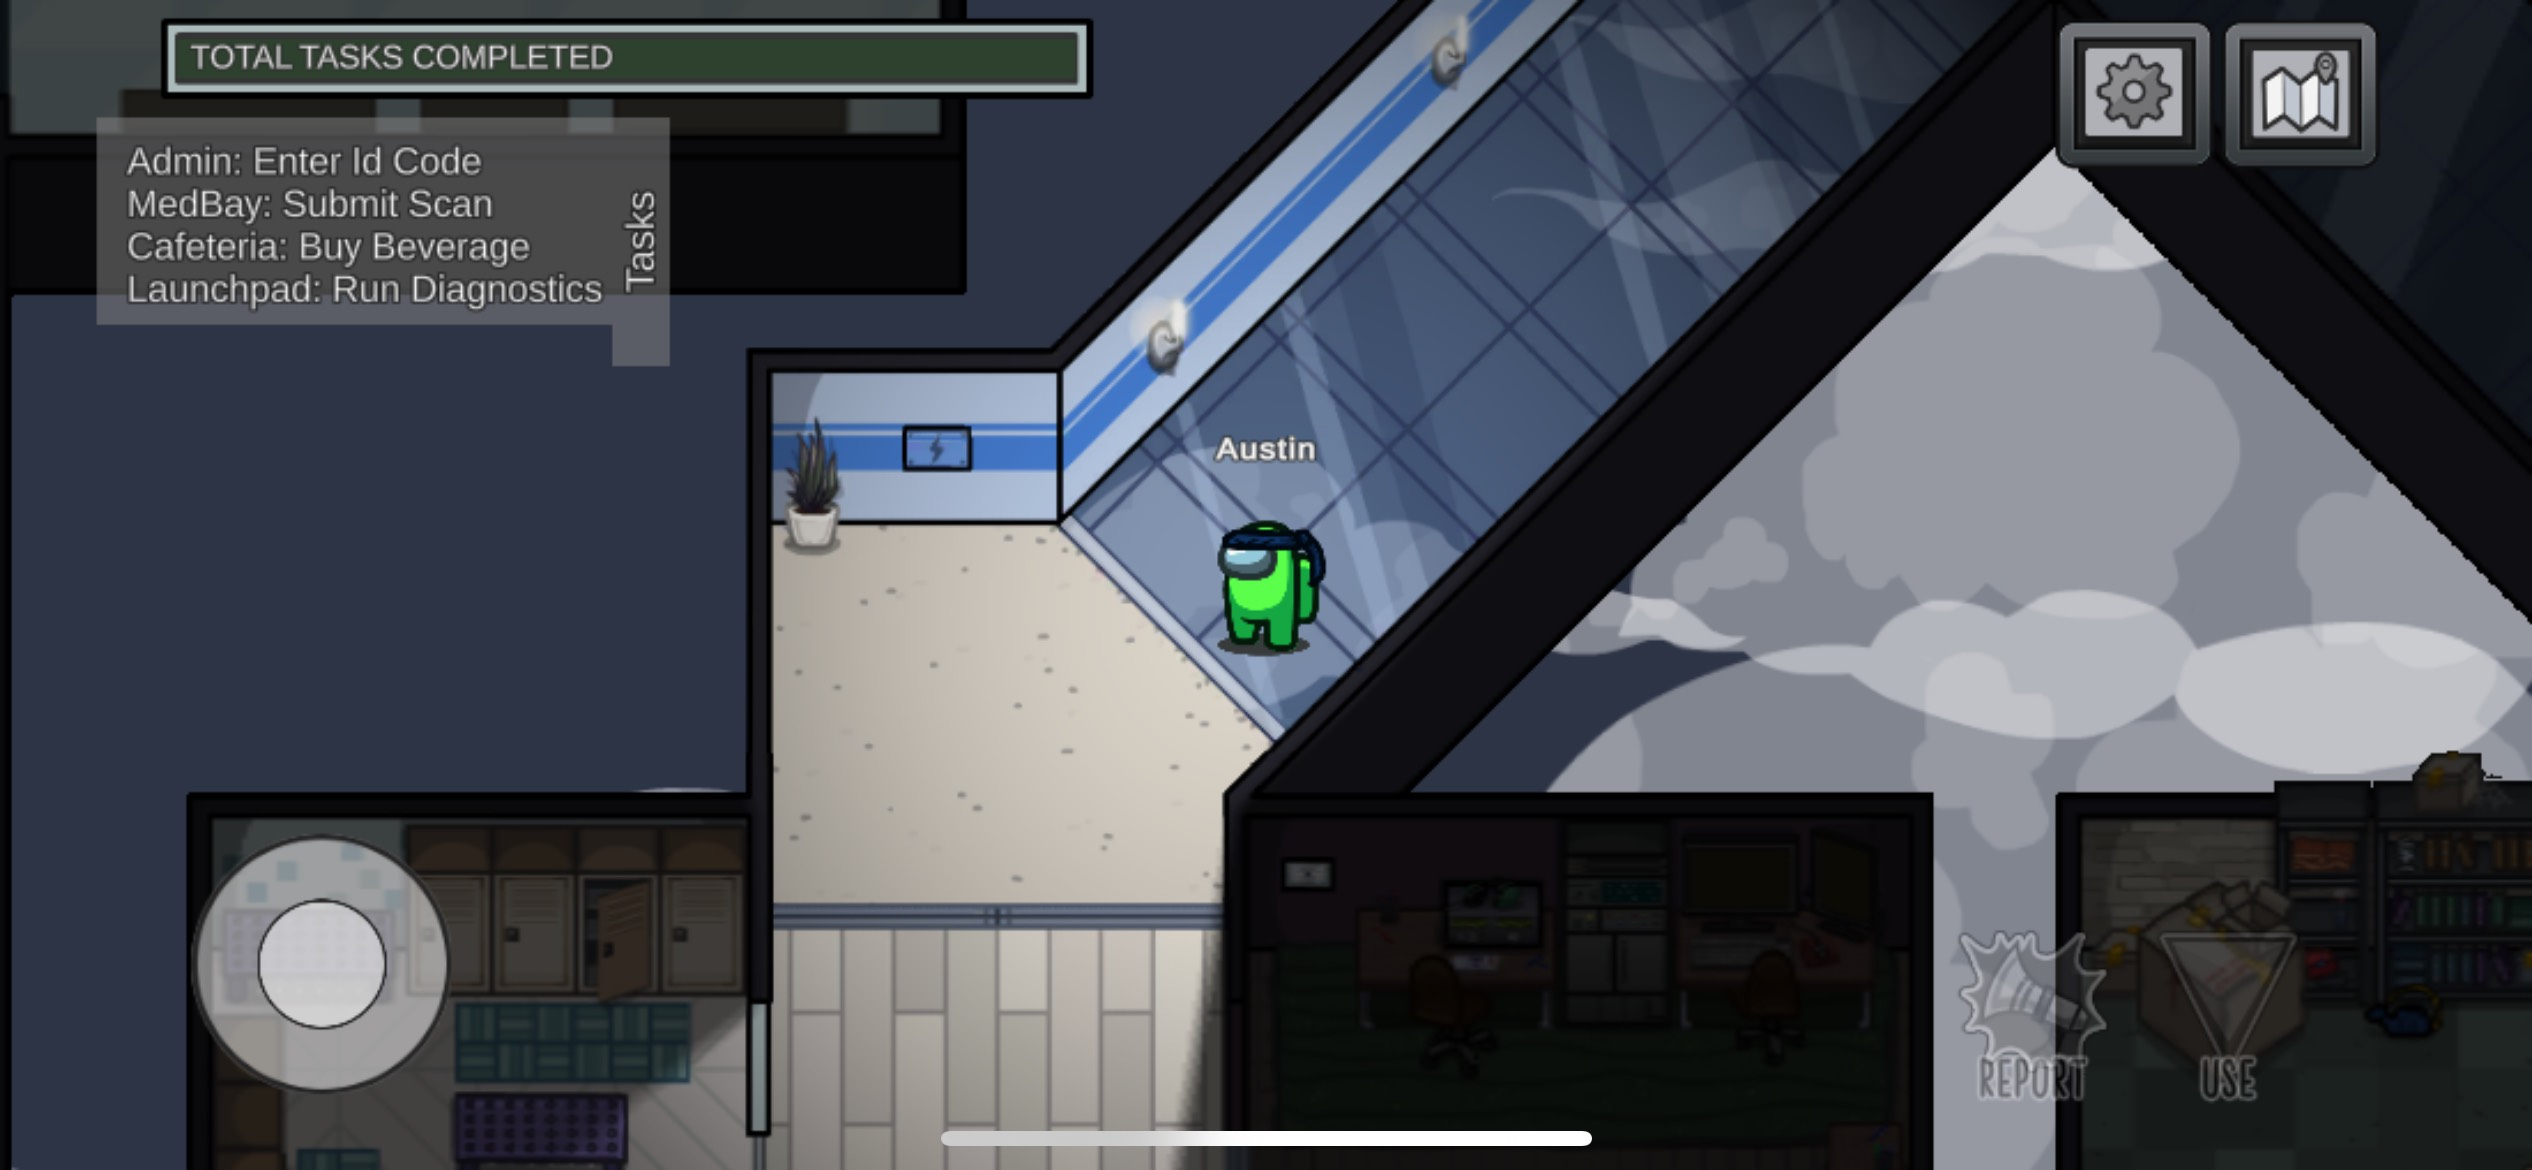 TOTAL TASKS COMPLETED
Admin: Enter Id Code
MedBay: Submit Scan
Cafeteria: Buy Beverage
Launchpad: Run Diagnostics
Tasks
Austin
REPORT
USE